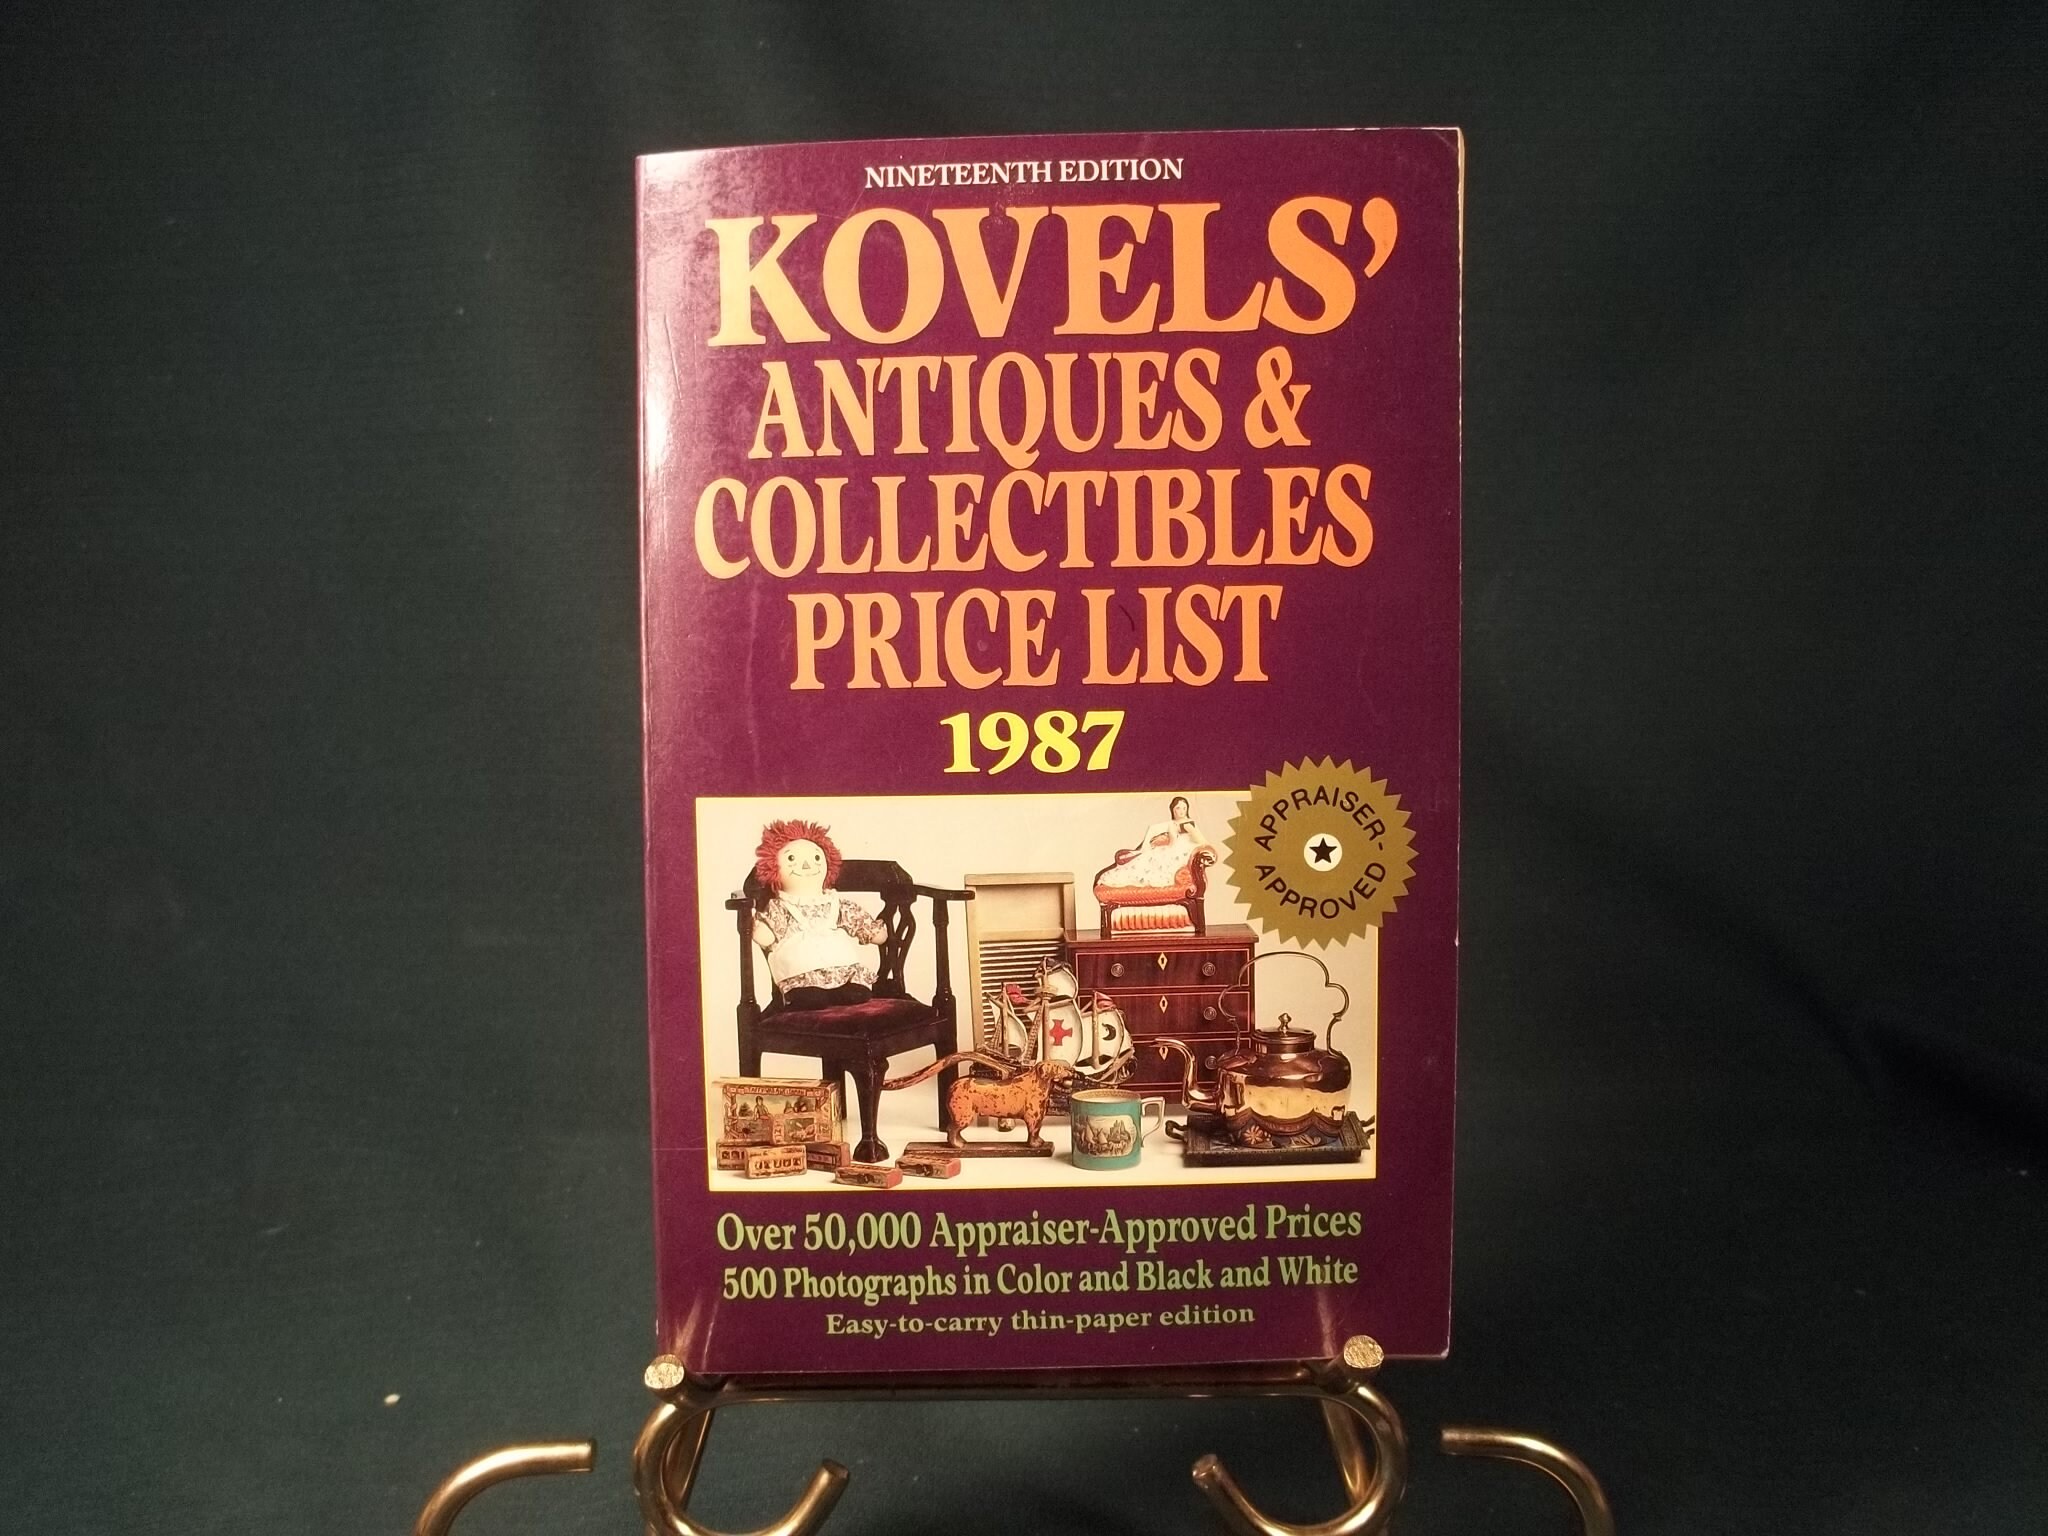 NINETEENTH EDITION
KOVELS'
ANTIQUES &
COLLECTIBLES
PRICE LIST
1987
APPRAISER-
APPROVED
Over 50,000 Appraiser-Approved Prices
500 Photographs in Color and Black and White
Easy-to-carry thin-paper edition